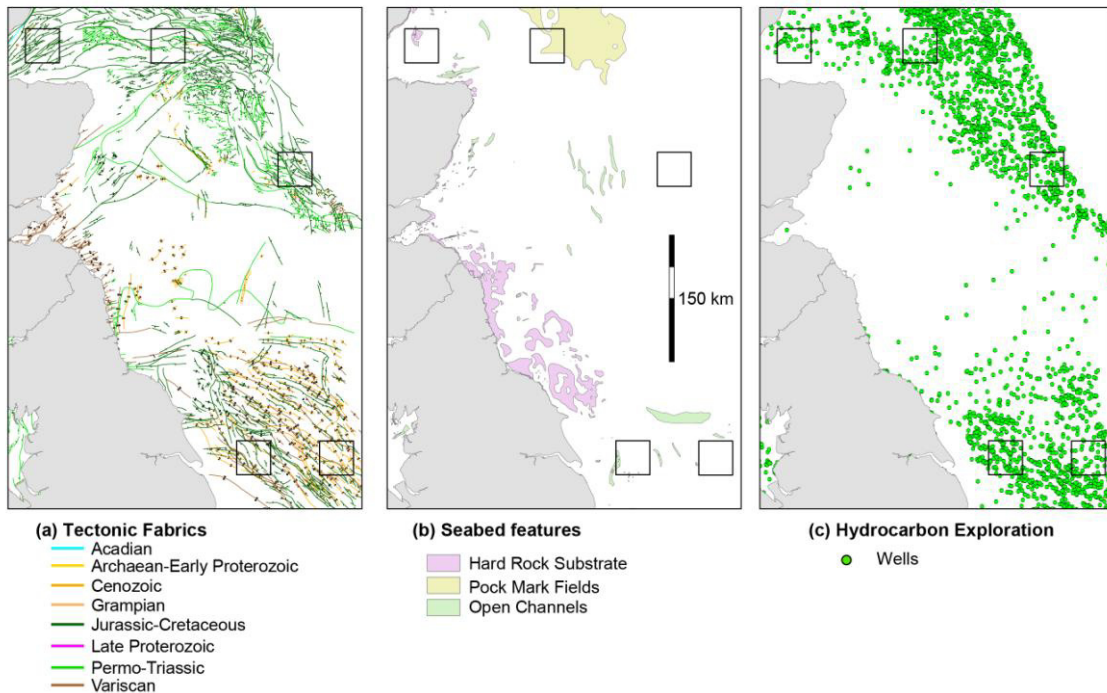 150 km
(a) Tectonic Fabrics
Acadian
Archaean-Early Proterozoic
Cenozoic
Grampian
Jurassic-Cretaceous
Late Proterozoic
Permo-Triassic
Variscan
(b) Seabed features
Hard Rock Substrate
Pock Mark Fields
Open Channels
(c) Hydrocarbon Exploration
Wells